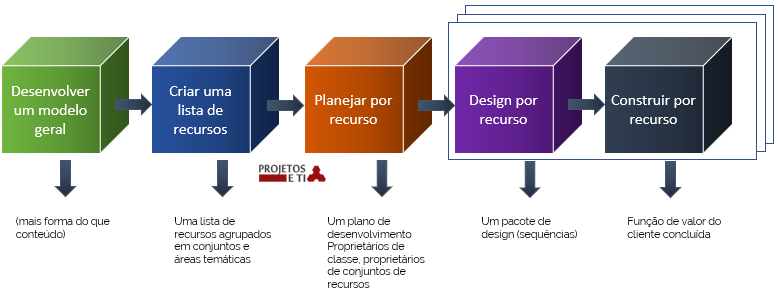 Desenvolver
um modelo
geral
Criar uma
lista de
recursos
Planejar por
recurso
Design por
recurso
Construir por
recurso
PROJETOS
E TI
(mais forma do que
conteúdo)
Uma lista de
recursos agrupados
em conjuntos e
áreas temáticas
Um plano de
desenvolvimento
Proprietários de
classe, proprietários
de conjuntos de
recursos
Um pacote de
design (sequências)
Função de valor do
cliente concluída